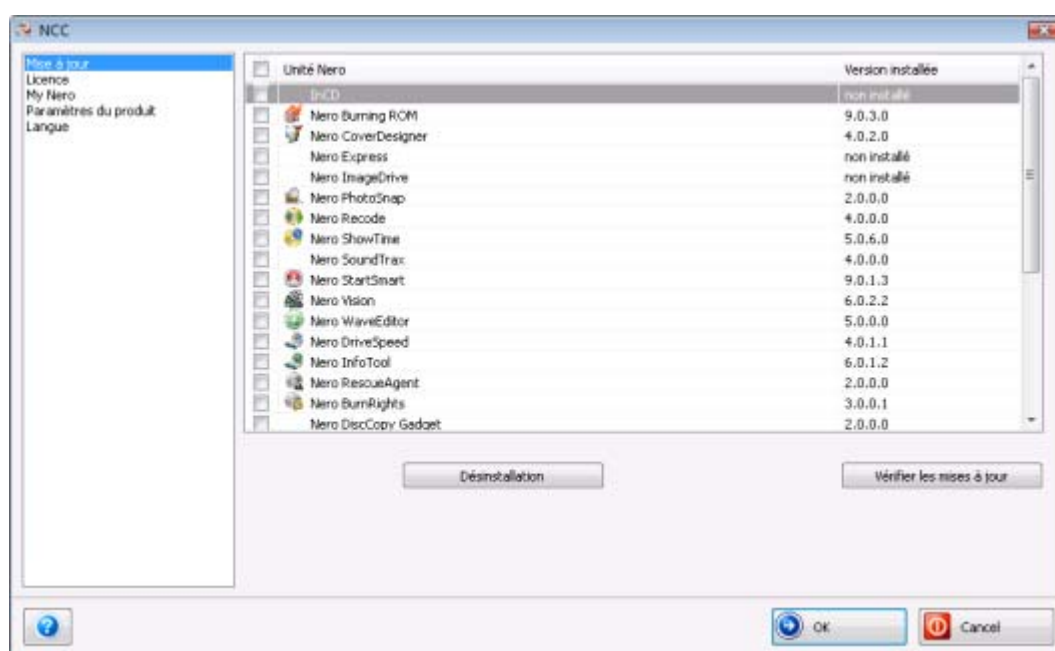 NCC
Mise à jour
Licence
My Nero
Paramètres du produit
Langue
Unité Nero Version installée
InCD non installé
Nero Burning ROM 9.0.3.0
Nero CoverDesigner 4.0.2.0
Nero Express non installé
Nero ImageDrive non installé
Nero PhotoSnap 2.0.0.0
Nero Recode 4.0.0.0
Nero ShowTime 5.0.6.0
Nero SoundTrax 4.0.0.0
Nero StartSmart 9.0.1.3
Nero Vision 6.0.2.2
Nero WaveEditor 5.0.0.0
Nero DriveSpeed 4.0.1.1
Nero InfoTool 6.0.1.2
Nero RescueAgent 2.0.0.0
Nero BurnRights 3.0.0.1
Nero DiscCopy Gadget 2.0.0.0
Désinstallation Vérifier les mises à jour
OK Cancel